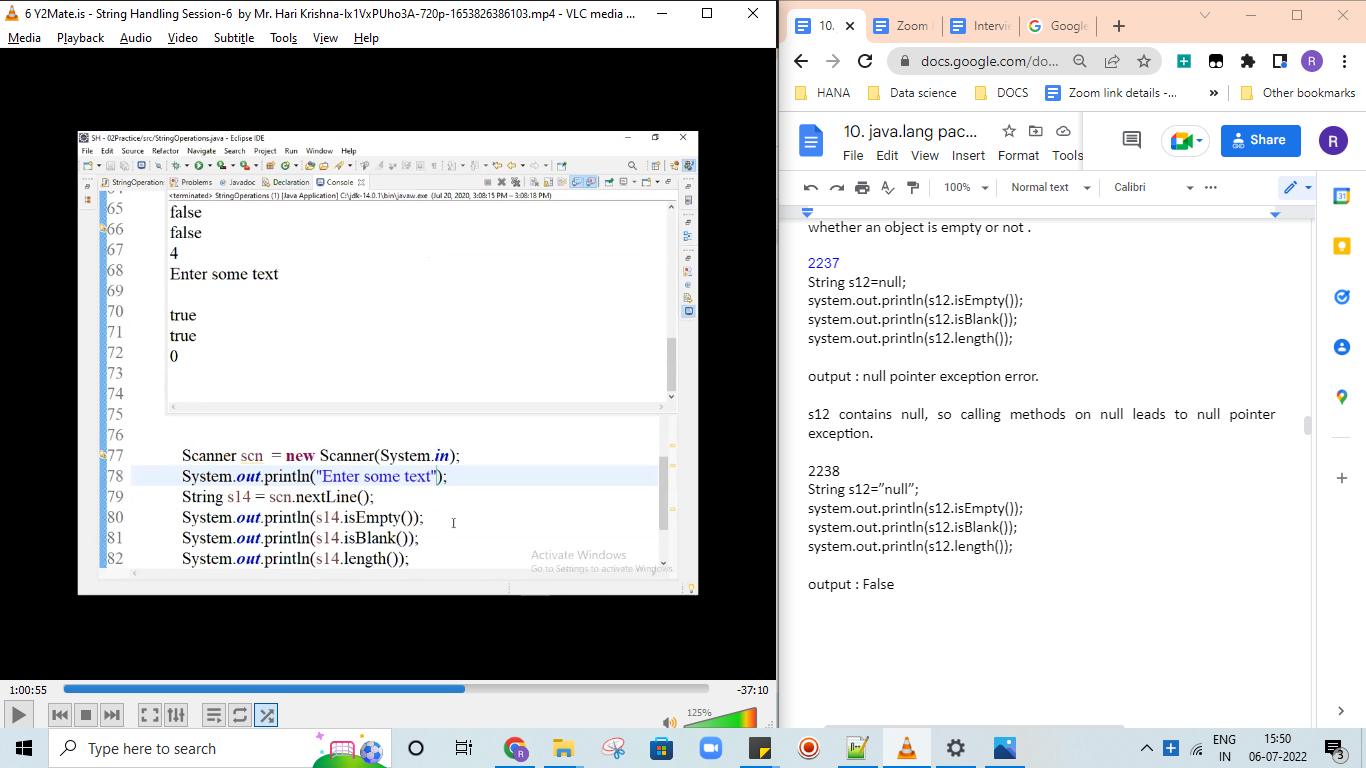 6 Y2Mate.is - String Handling Session-6 by Mr. Hari Krishna-lx1VxPUho3A-720p-1653826386103.mp4 - VLC media ...
Media Playback Audio Video Subtitle Tools View Help
SH - 02Practice/src/StringOperations.java - Eclipse IDE
File Edit Source Refactor Navigate Search Project Run Window Help
StringOperation Problems Javadoc Declaration Console
<terminated> StringOperations (1) [Java Application] C:\jdk-14.0.1\bin\javaw.exe (Jul 20, 2020, 3:08:15 PM – 3:08:18 PM)
65 false
66 false
67 4
68 Enter some text
69
70 true
71 true
72 0
73
74
75
76
77 Scanner scn = new Scanner(System.in);
78 System.out.println("Enter some text");
79 String s14 = scn.nextLine();
80 System.out.println(s14.isEmpty());
81 System.out.println(s14.isBlank());
82 System.out.println(s14.length());
Activate Windows
Go to Settings to activate Windows.
1:00:55
-37:10
125%
10.
Zoom
Intervi
Google
docs.google.com/do...
R
HANA Data science DOCS Zoom link details -... » Other bookmarks
10. java.lang pac...
File Edit View Insert Format Tools
Share
R
100% Normal text Calibri
31
whether an object is empty or not .
2237
String s12=null;
system.out.println(s12.isEmpty());
system.out.println(s12.isBlank());
system.out.println(s12.length());
output : null pointer exception error.
s12 contains null, so calling methods on null leads to null pointer
exception.
2238
String s12=”null”;
system.out.println(s12.isEmpty());
system.out.println(s12.isBlank());
system.out.println(s12.length());
output : False
Type here to search
ENG
IN
15:50
06-07-2022
3